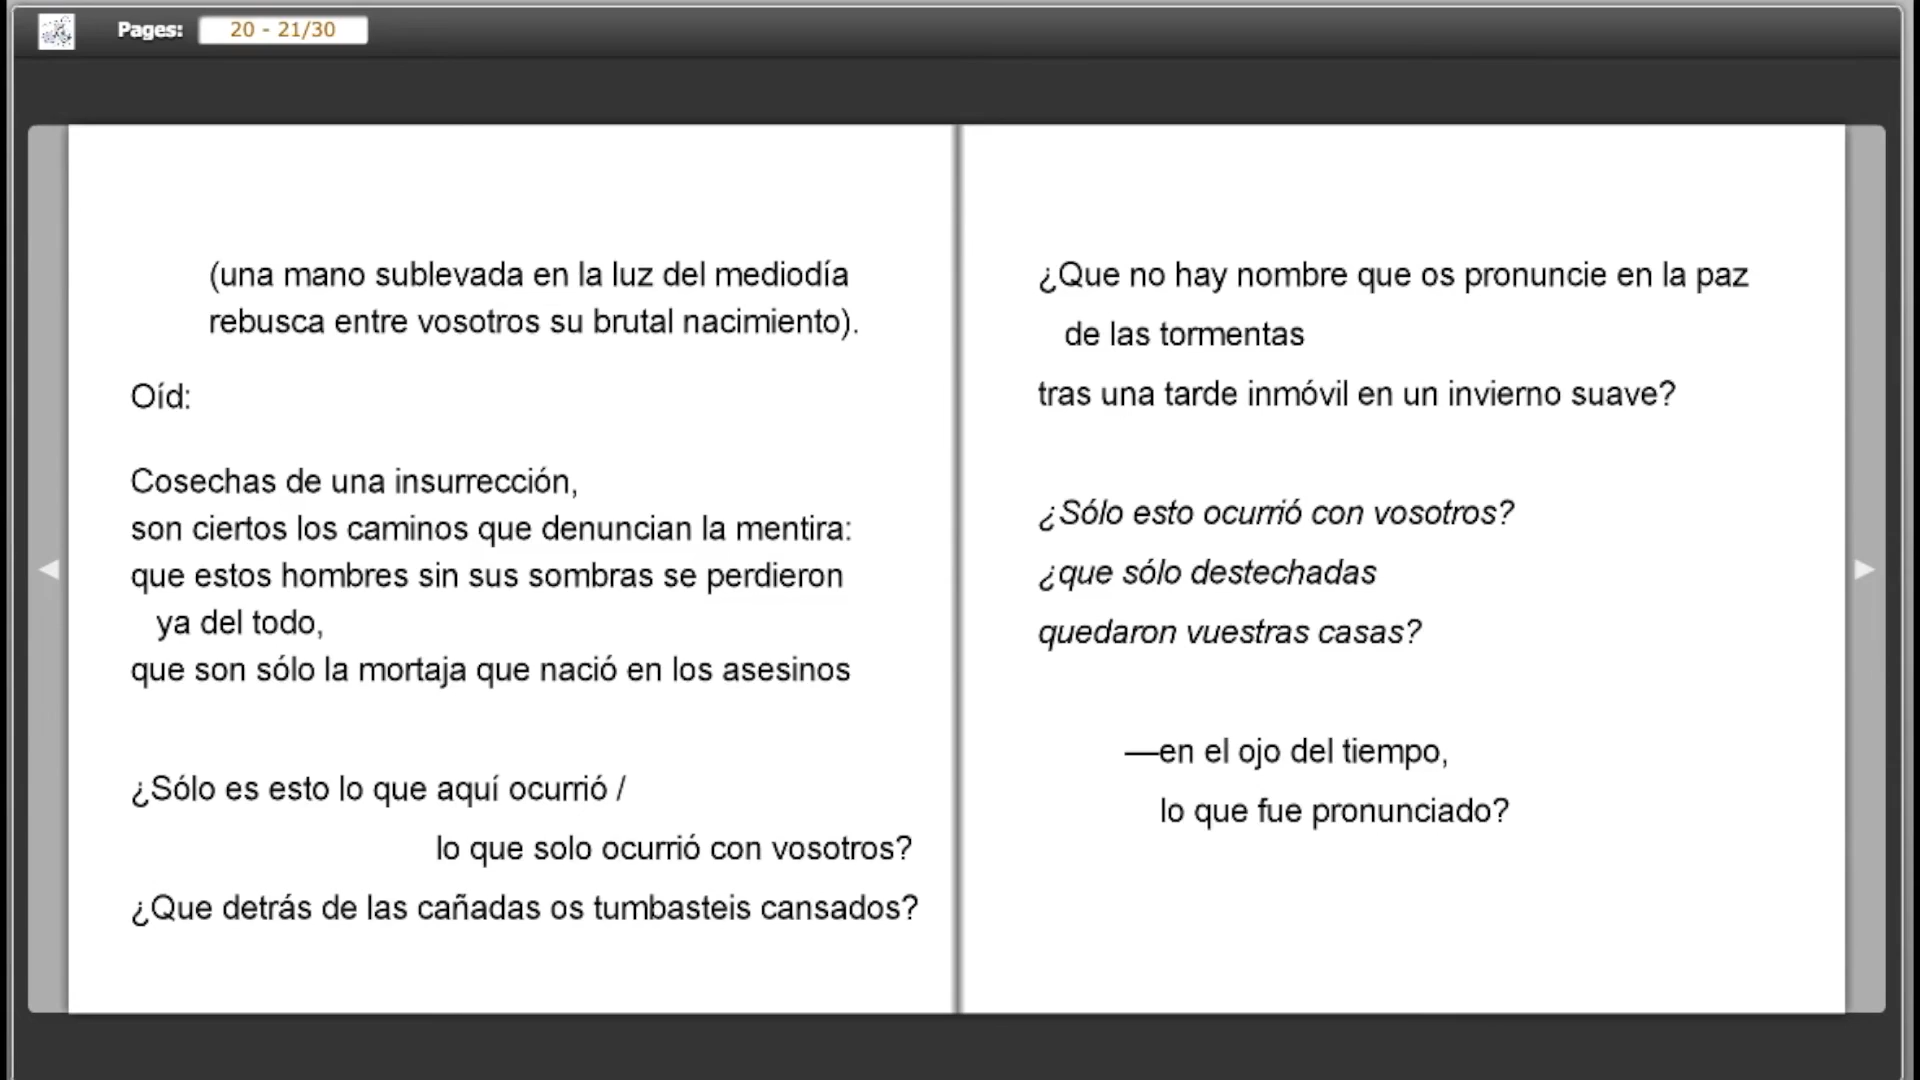 Pages: 20 - 21/30
(una mano sublevada en la luz del mediodía
rebusca entre vosotros su brutal nacimiento).
Oíd:
Cosechas de una insurrección,
son ciertos los caminos que denuncian la mentira:
que estos hombres sin sus sombras se perdieron
ya del todo,
que son sólo la mortaja que nació en los asesinos
¿Sólo es esto lo que aquí ocurrió /
lo que solo ocurrió con vosotros?
¿Que detrás de las cañadas os tumbasteis cansados?
¿Que no hay nombre que os pronuncie en la paz
de las tormentas
tras una tarde inmóvil en un invierno suave?
¿Sólo esto ocurrió con vosotros?
¿que sólo destechadas
quedaron vuestras casas?
—en el ojo del tiempo,
lo que fue pronunciado?